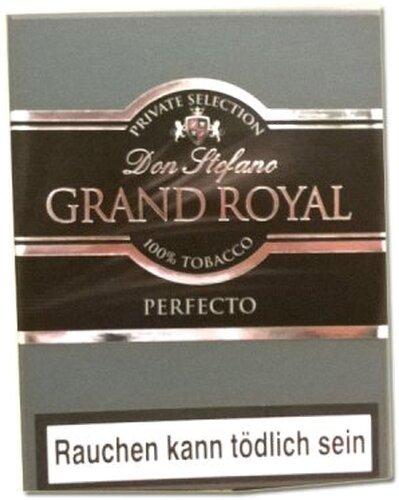 PRIVATE SELECTION
Don Stefano
GRAND ROYAL
100% TOBACCO
PERFECTO
Rauchen kann tödlich sein